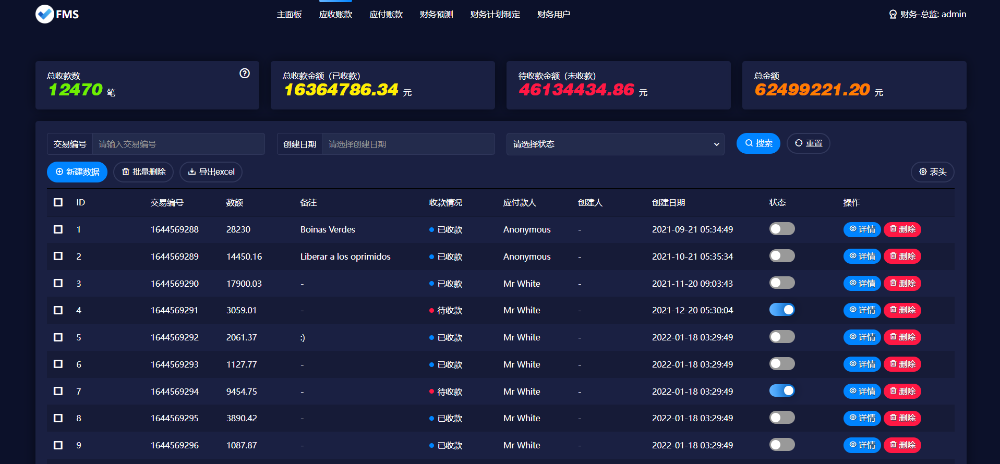 FMS 主面板 应收账款 应付账款 财务预测 财务计划制定 财务用户 财务-总监: admin
总收款数 总收款金额（已收款） 待收款金额（未收款） 总金额
12470 笔 16364786.34 元 46134434.86 元 62499221.20 元
交易编号 请输入交易编号 创建日期 请选择创建日期 请选择状态 搜索 重置
新建数据 批量删除 导出excel 表头
ID 交易编号 数额 备注 收款情况 应付款人 创建人 创建日期 状态 操作
1 1644569288 28230 Boinas Verdes 已收款 Anonymous - 2021-09-21 05:34:49 详情 删除
2 1644569289 14450.16 Liberar a los oprimidos 已收款 Anonymous - 2021-10-21 05:35:34 详情 删除
3 1644569290 17900.03 - 已收款 Mr White - 2021-11-20 09:03:43 详情 删除
4 1644569291 3059.01 - 待收款 Mr White - 2021-12-20 05:30:04 详情 删除
5 1644569292 2061.37 :) 已收款 Mr White - 2022-01-18 03:29:49 详情 删除
6 1644569293 1127.77 - 已收款 Mr White - 2022-01-18 03:29:49 详情 删除
7 1644569294 9454.75 - 待收款 Mr White - 2022-01-18 03:29:49 详情 删除
8 1644569295 3890.42 - 已收款 Mr White - 2022-01-18 03:29:49 详情 删除
9 1644569296 1087.87 - 已收款 Mr White - 2022-01-18 03:29:49 详情 删除